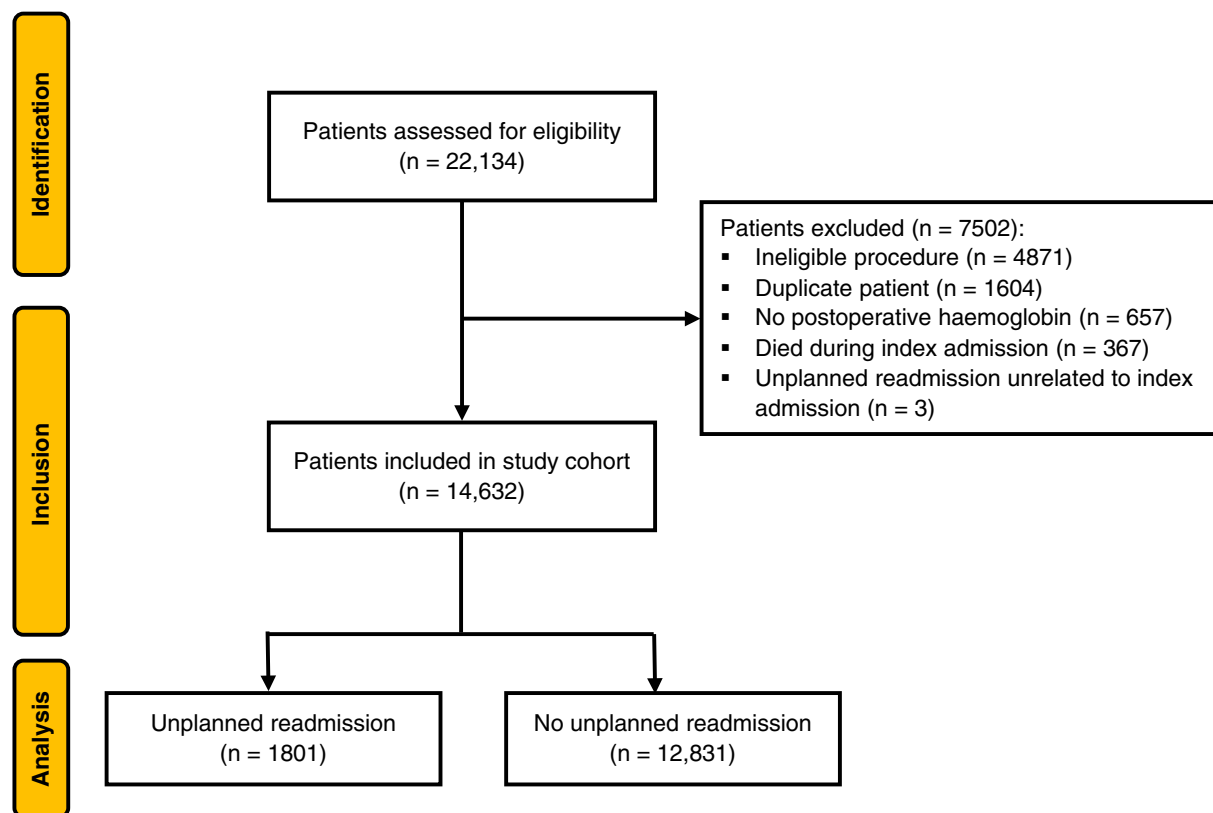 Identification
Patients assessed for eligibility
(n = 22,134)
Patients excluded (n = 7502):
▪ Ineligible procedure (n = 4871)
▪ Duplicate patient (n = 1604)
▪ No postoperative haemoglobin (n = 657)
▪ Died during index admission (n = 367)
▪ Unplanned readmission unrelated to index
admission (n = 3)
Inclusion
Patients included in study cohort
(n = 14,632)
Analysis
Unplanned readmission
(n = 1801)
No unplanned readmission
(n = 12,831)